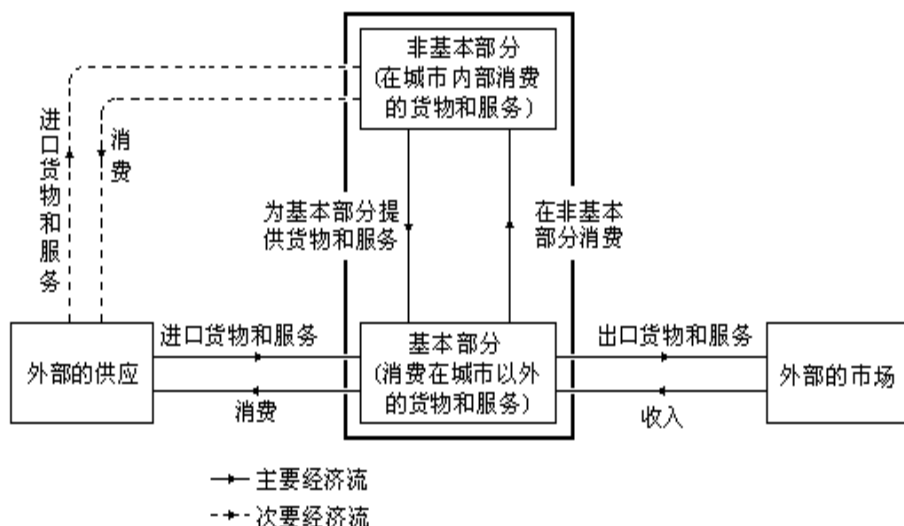 非基本部分
(在城市内部消费
的货物和服务)
进口货物和服务
消费
为基本部分提
供货物和服务
在非基本
部分消费
外部的供应
进口货物和服务
消费
基本部分
(消费在城市以外
的货物和服务)
出口货物和服务
收入
外部的市场
主要经济流
次要经济流